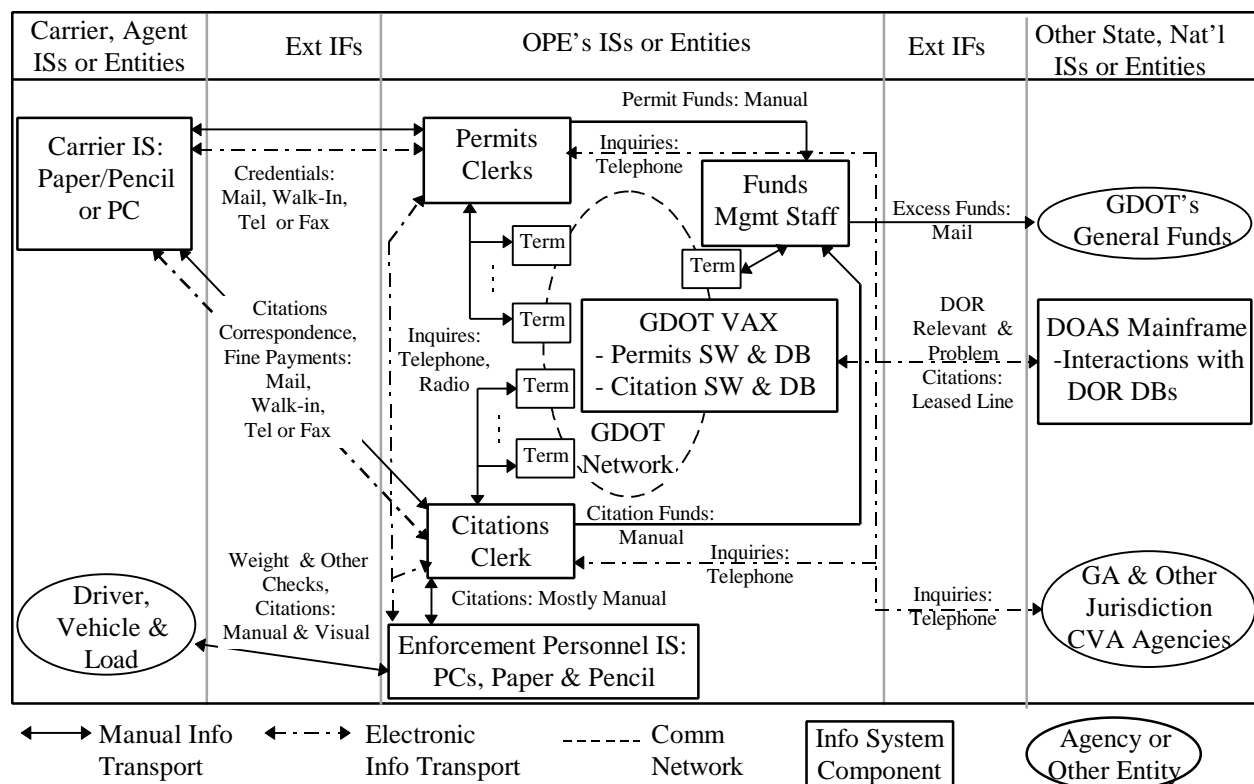 Carrier, Agent
ISs or Entities
Ext IFs
OPE's ISs or Entities
Ext IFs
Other State, Nat'l
ISs or Entities
Permit Funds: Manual
Carrier IS:
Paper/Pencil
or PC
Permits
Clerks
Inquiries:
Telephone
Credentials:
Mail, Walk-In,
Tel or Fax
Funds
Mgmt Staff
Excess Funds:
Mail
GDOT's
General Funds
Term
Term
Term
Citations
Correspondence,
Fine Payments:
Mail,
Walk-in,
Tel or Fax
Inquires:
Telephone,
Radio
GDOT VAX
- Permits SW & DB
- Citation SW & DB
DOR
Relevant & 
Problem
Citations:
Leased Line
DOAS Mainframe
-Interactions with
DOR DBs
Term
Term
GDOT
Network
Citations
Clerk
Citation Funds:
Manual
Inquiries:
Telephone
Weight & Other
Checks,
Citations:
Manual & Visual
Driver,
Vehicle &
Load
Citations: Mostly Manual
Enforcement Personnel IS:
PCs, Paper & Pencil
Inquiries:
Telephone
GA & Other
Jurisdiction
CVA Agencies
Manual Info
Transport
Electronic
Info Transport
Comm
Network
Info System
Component
Agency or
Other Entity